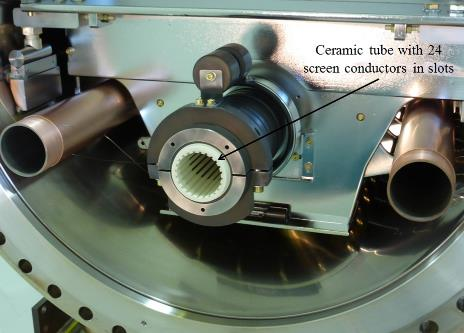 Ceramic tube with 24
screen conductors in slots